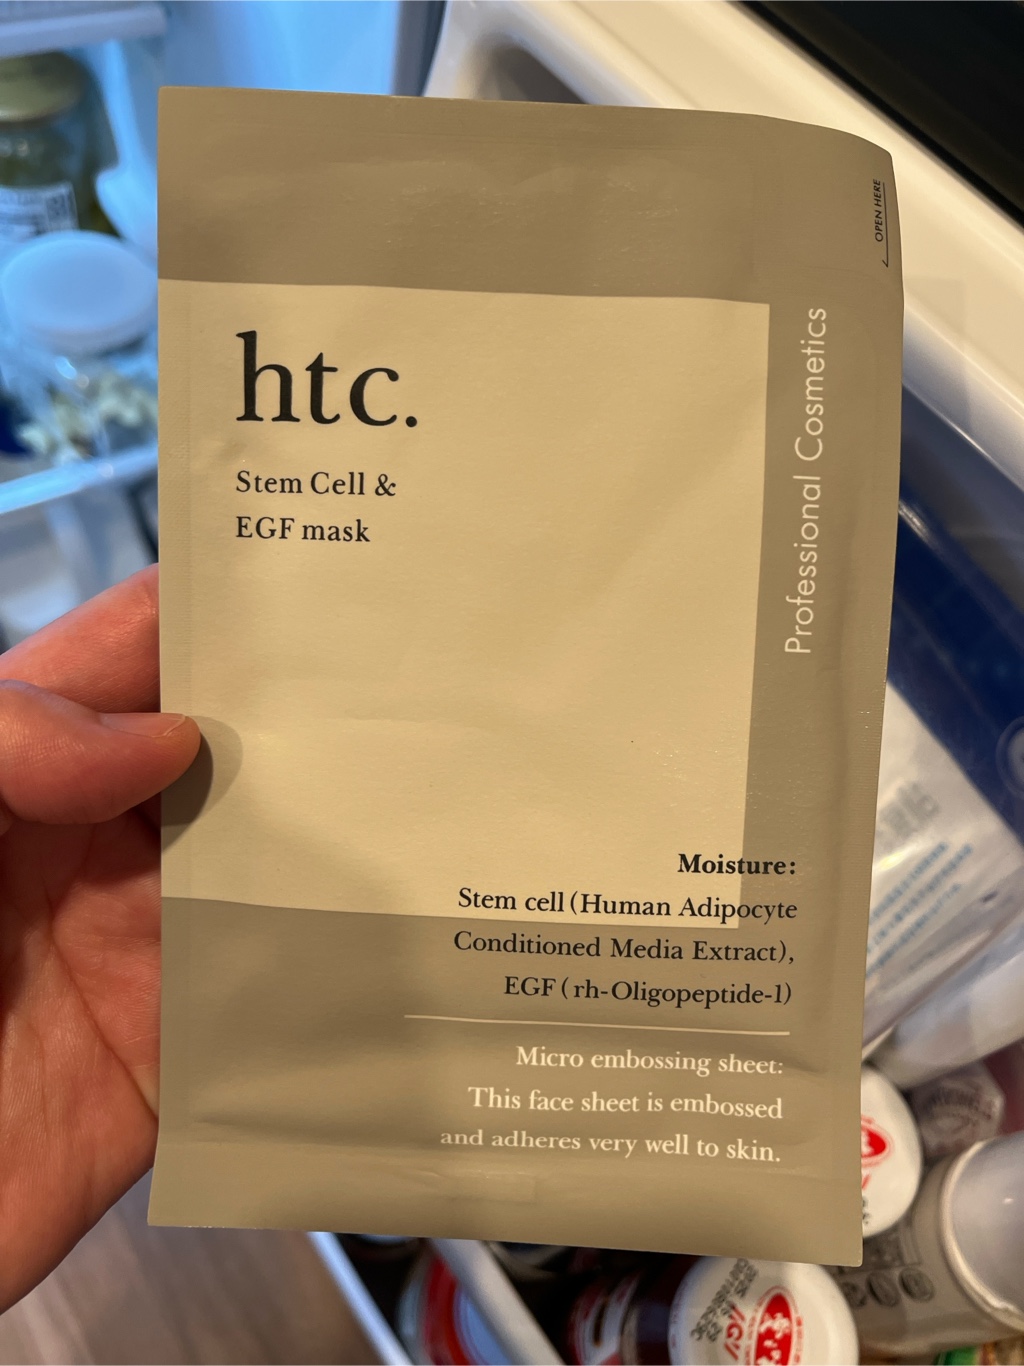 OPEN HERE
htc.
Stem Cell &
EGF mask
Professional Cosmetics
Moisture:
Stem cell (Human Adipocyte
Conditioned Media Extract),
EGF ( rh-Oligopeptide-1)
Micro embossing sheet:
This face sheet is embossed
and adheres very well to skin.